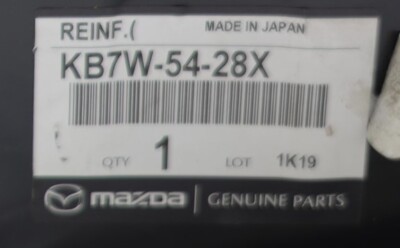 REINF.( MADE IN JAPAN
KB7W-54-28X
QTY 1 LOT 1K19
mazda GENUINE PARTS